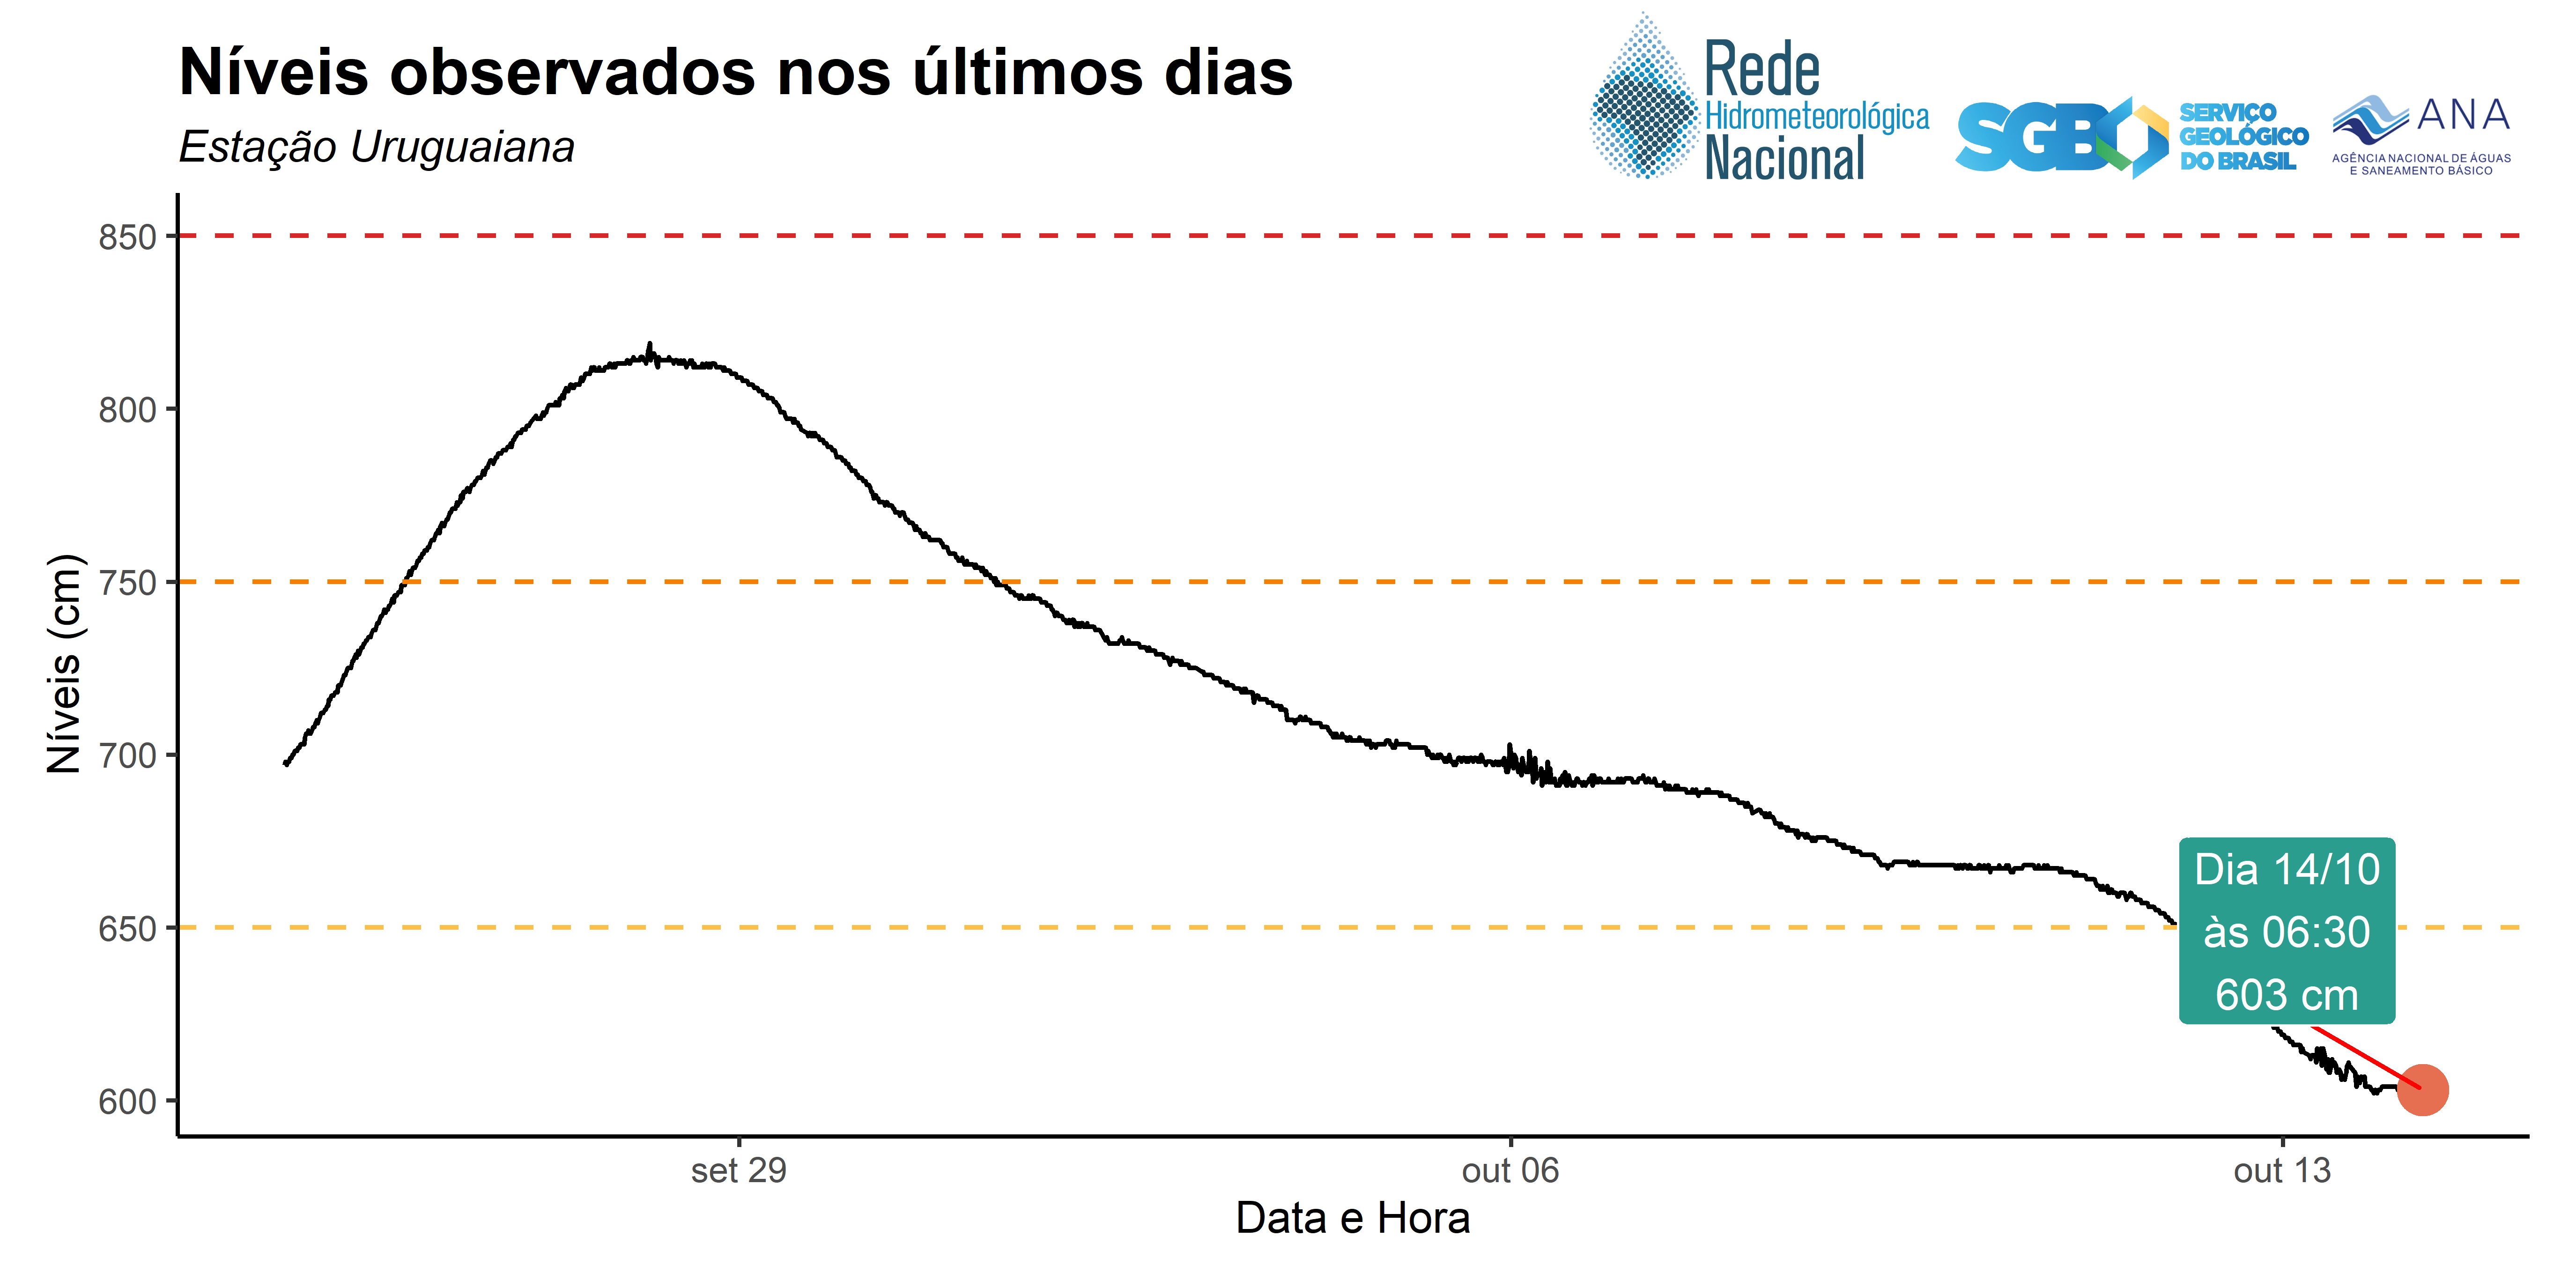 Níveis observados nos últimos dias
Estação Uruguaiana
Rede
Hidrometeorológica
Nacional
SGB
SERVIÇO
GEOLÓGICO
DO BRASIL
ANA
AGÊNCIA NACIONAL DE ÁGUAS
E SANEAMENTO BÁSICO
Níveis (cm)
850
800
750
700
650
600
Dia 14/10
às 06:30
603 cm
set 29
out 06
out 13
Data e Hora